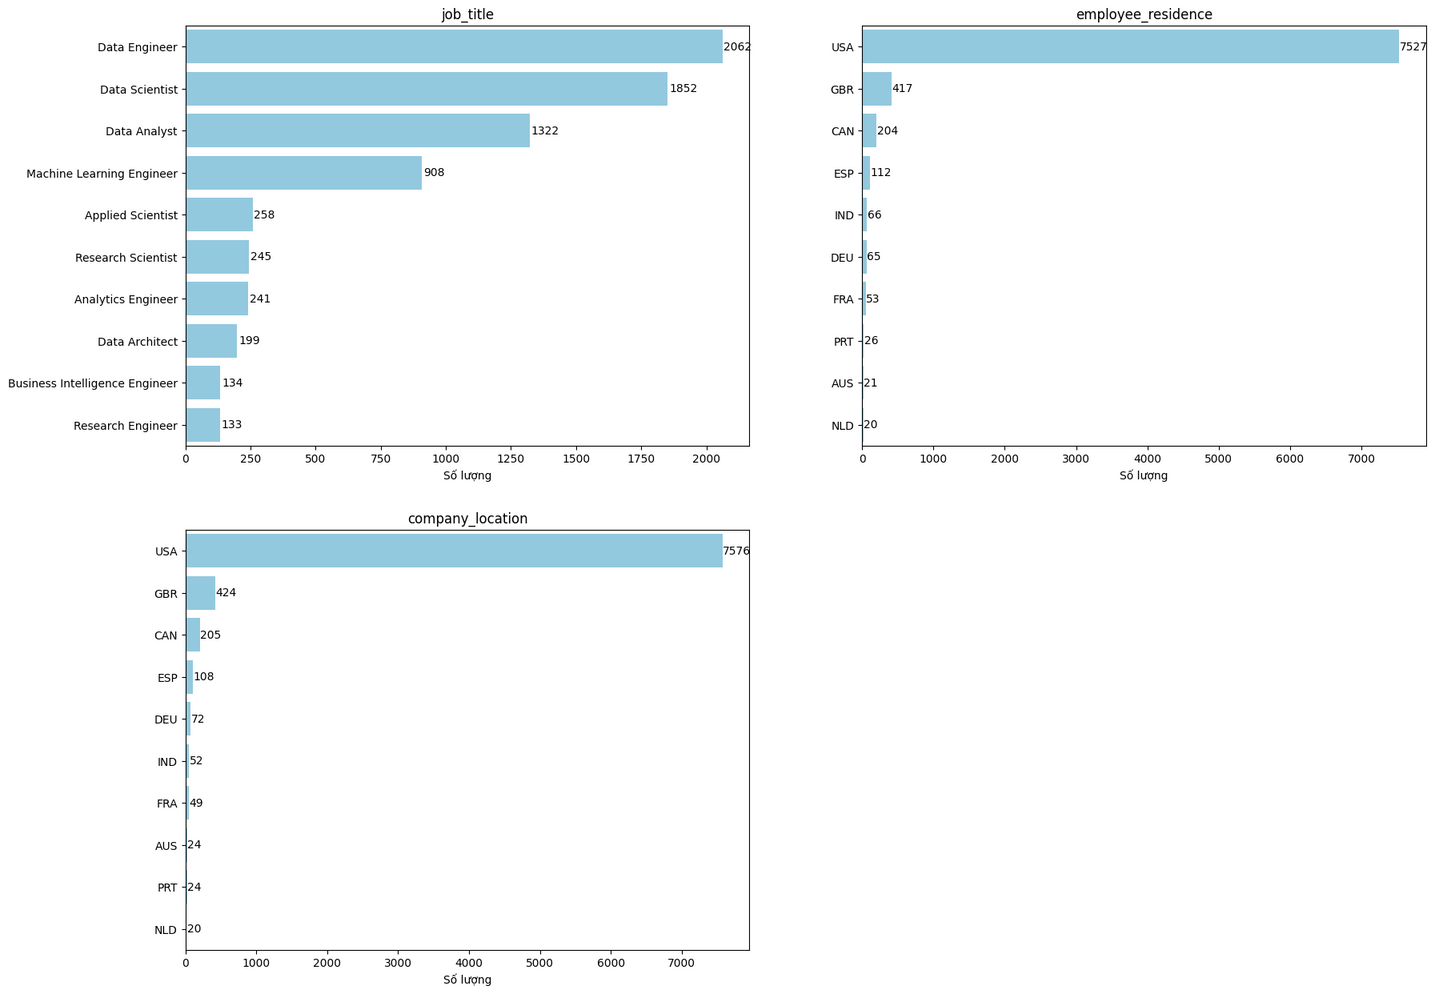 job_title
Data Engineer 2062
Data Scientist 1852
Data Analyst 1322
Machine Learning Engineer 908
Applied Scientist 258
Research Scientist 245
Analytics Engineer 241
Data Architect 199
Business Intelligence Engineer 134
Research Engineer 133
0 250 500 750 1000 1250 1500 1750 2000
Số lượng
employee_residence
USA 7527
GBR 417
CAN 204
ESP 112
IND 66
DEU 65
FRA 53
PRT 26
AUS 21
NLD 20
0 1000 2000 3000 4000 5000 6000 7000
Số lượng
company_location
USA 7576
GBR 424
CAN 205
ESP 108
DEU 72
IND 52
FRA 49
AUS 24
PRT 24
NLD 20
0 1000 2000 3000 4000 5000 6000 7000
Số lượng